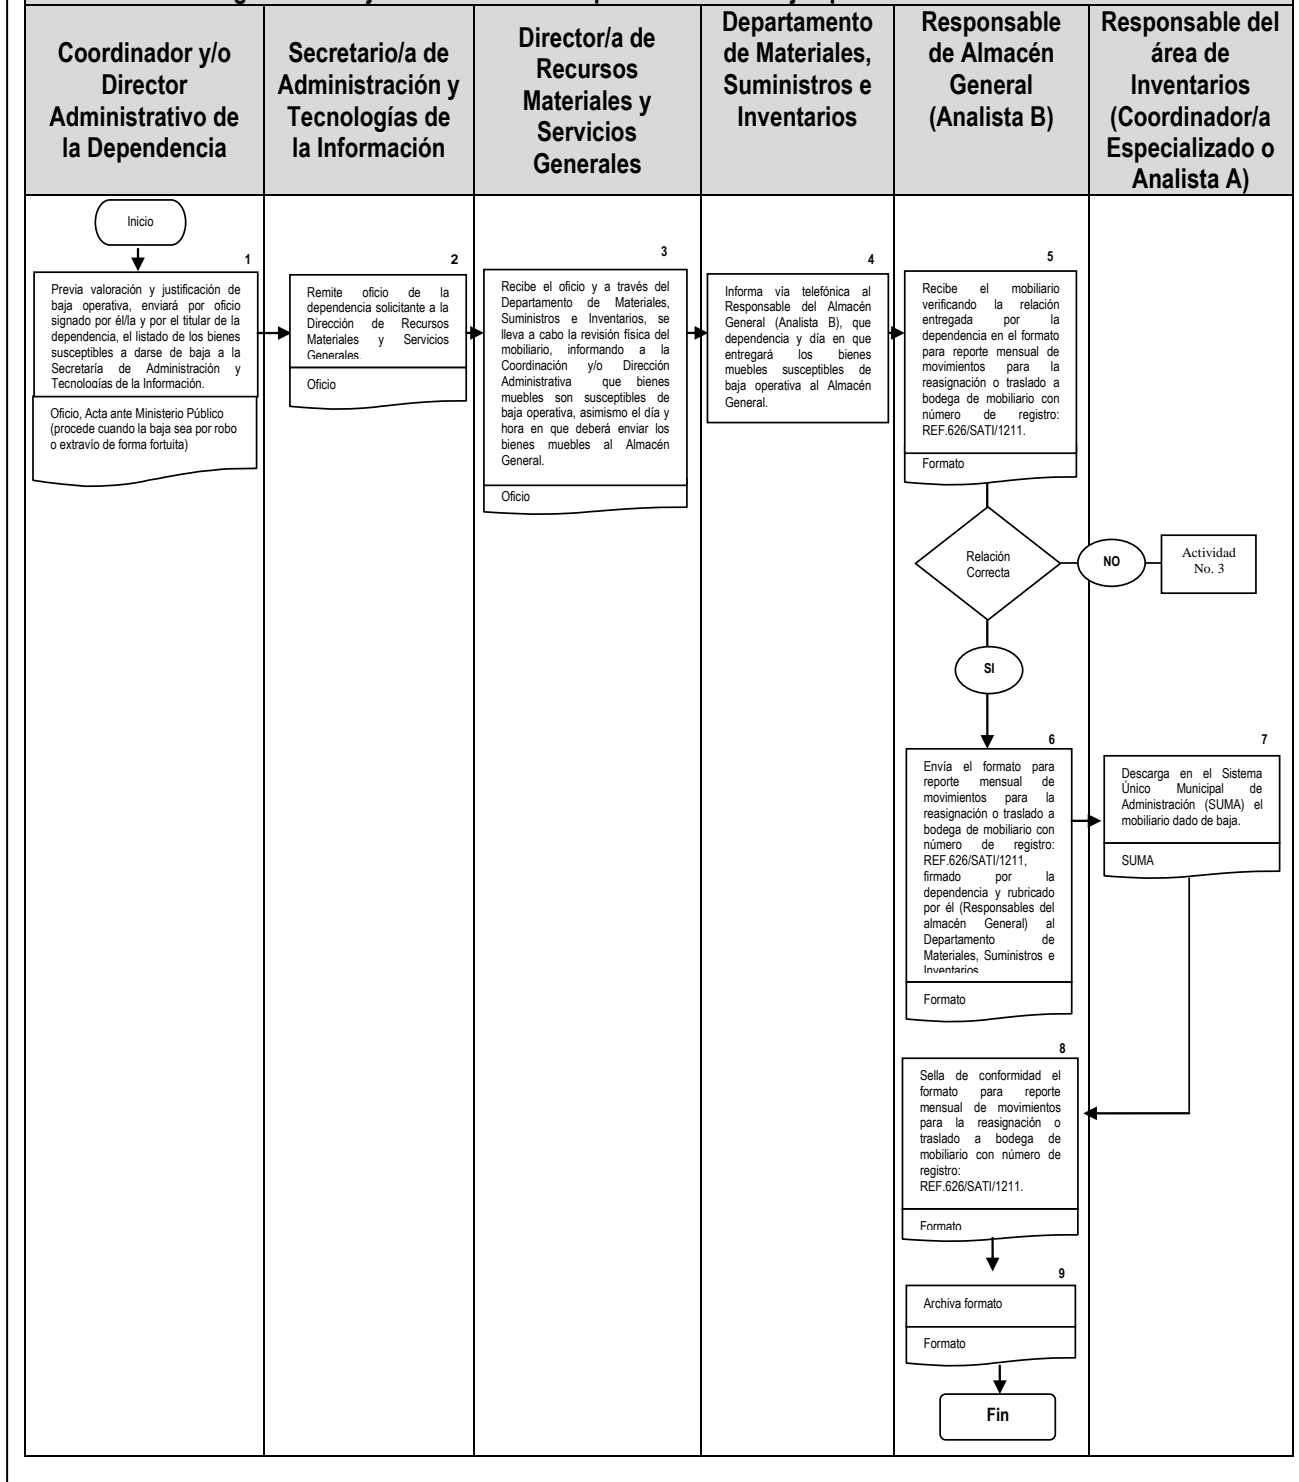 Coordinador y/o
Director
Administrativo de
la Dependencia
Secretario/a de
Administración y
Tecnologías de
la Información
Director/a de
Recursos
Materiales y
Servicios
Generales
Departamento
de Materiales,
Suministros e
Inventarios
Responsable
de Almacén
General
(Analista B)
Responsable del
área de
Inventarios
(Coordinador/a
Especializado o
Analista A)
Inicio
1
Previa valoración y justificación de
baja operativa, enviará por oficio
signado por él/la y por el titular de la
dependencia, el listado de los bienes
susceptibles a darse de baja a la
Secretaría de Administración y
Tecnologías de la Información.
Oficio, Acta ante Ministerio Público
(procede cuando la baja sea por robo
o extravío de forma fortuita)
2
Remite oficio de la
dependencia solicitante a la
Dirección de Recursos
Materiales y Servicios
Generales.
Oficio
3
Recibe el oficio y a través del
Departamento de Materiales,
Suministros e Inventarios, se
lleva a cabo la revisión física del
mobiliario, informando a la
Coordinación y/o Dirección
Administrativa que bienes
muebles son susceptibles de
baja operativa, asimismo el día y
hora en que deberá enviar los
bienes muebles al Almacén
General.
Oficio
4
Informa vía telefónica al
Responsable del Almacén
General (Analista B), que
dependencia y día en que
entregará los bienes
muebles susceptibles de
baja operativa al Almacén
General.
5
Recibe el mobiliario
verificando la relación
entregada por la
dependencia en el formato
para reporte mensual de
movimientos para la
reasignación o traslado a
bodega de mobiliario con
número de registro:
REF.626/SATI/1211.
Formato
Relación
Correcta
NO
Actividad
No. 3
SI
6
Envía el formato para
reporte mensual de
movimientos para la
reasignación o traslado a
bodega de mobiliario con
número de registro:
REF.626/SATI/1211,
firmado por la
dependencia y rubricado
por él (Responsables del
almacén General) al
Departamento de
Materiales, Suministros e
Inventarios
Formato
7
Descarga en el Sistema
Único Municipal de
Administración (SUMA) el
mobiliario dado de baja.
SUMA
8
Sella de conformidad el
formato para reporte
mensual de movimientos
para la reasignación o
traslado a bodega de
mobiliario con número de
registro:
REF.626/SATI/1211.
Formato
9
Archiva formato
Formato
Fin